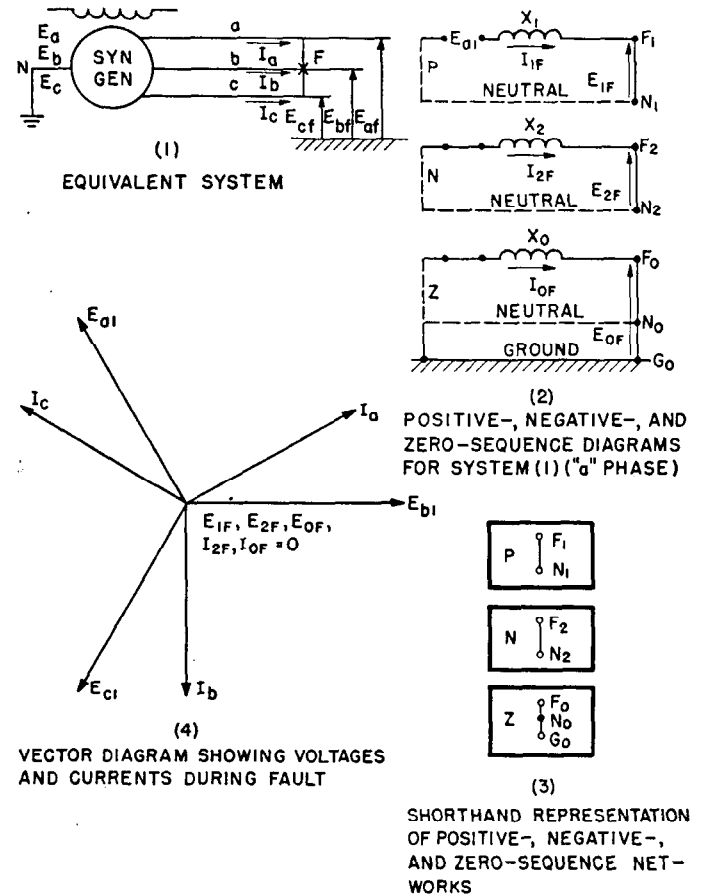 Ea
Eb
N
Ec
SYN
GEN
a
b
c
Ia
Ib
Ic
F
Ecf
Ebf
Eaf
(1)
EQUIVALENT SYSTEM
X1
Ea1
I1F
F1
P
E1F
NEUTRAL
N1
X2
I2F
F2
N
E2F
NEUTRAL
N2
X0
I0F
F0
Z
NEUTRAL
N0
E0F
GROUND
G0
(2)
POSITIVE-, NEGATIVE-, AND
ZERO-SEQUENCE DIAGRAMS
FOR SYSTEM (1) ("a" PHASE)
Ea1
Ic
Ia
Eb1
E1F, E2F, E0F,
I2F, I0F = 0
Ec1
Ib
(4)
VECTOR DIAGRAM SHOWING VOLTAGES
AND CURRENTS DURING FAULT
P
F1
N1
N
F2
N2
Z
F0
N0
G0
(3)
SHORTHAND REPRESENTATION
OF POSITIVE-, NEGATIVE-,
AND ZERO-SEQUENCE NET-
WORKS